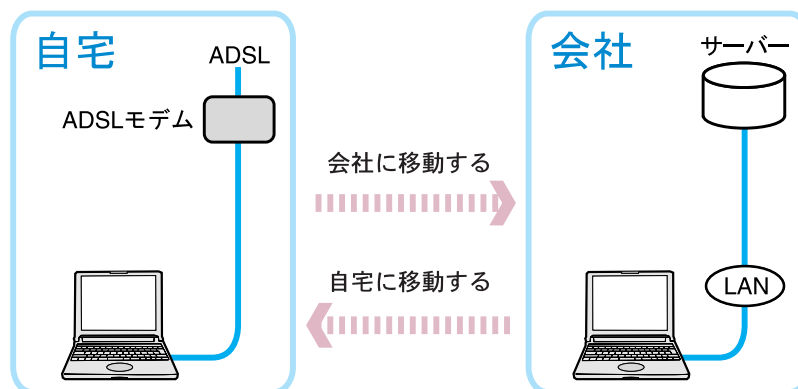 自宅
ADSL
ADSLモデム
会社に移動する
自宅に移動する
会社
サーバー
LAN